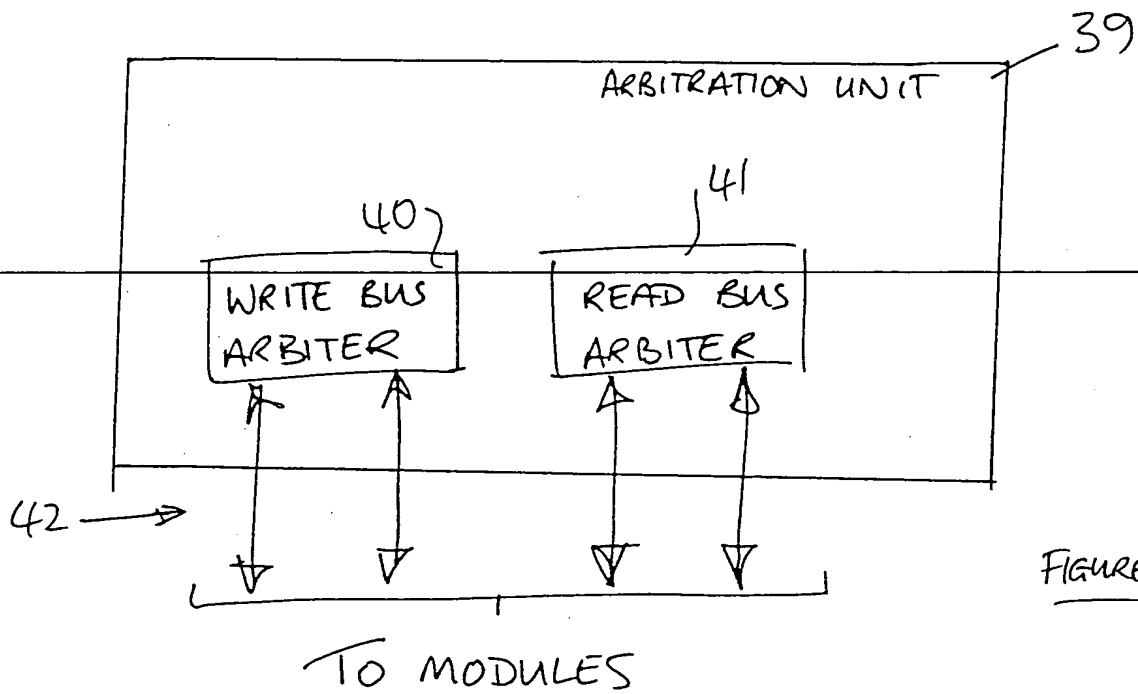 39
ARBITRATION UNIT
40
41
WRITE BUS
ARBITER
READ BUS
ARBITER
42
FIGURE
TO MODULES